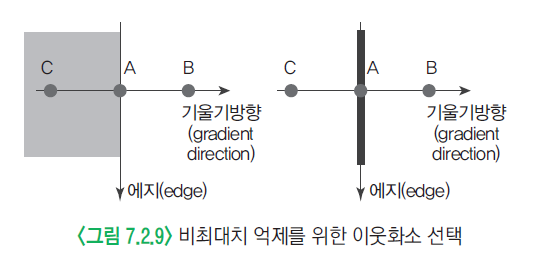 C A B
기울기방향
(gradient
direction)
에지(edge)
C A B
기울기방향
(gradient
direction)
에지(edge)
<그림 7.2.9> 비최대치 억제를 위한 이웃화소 선택